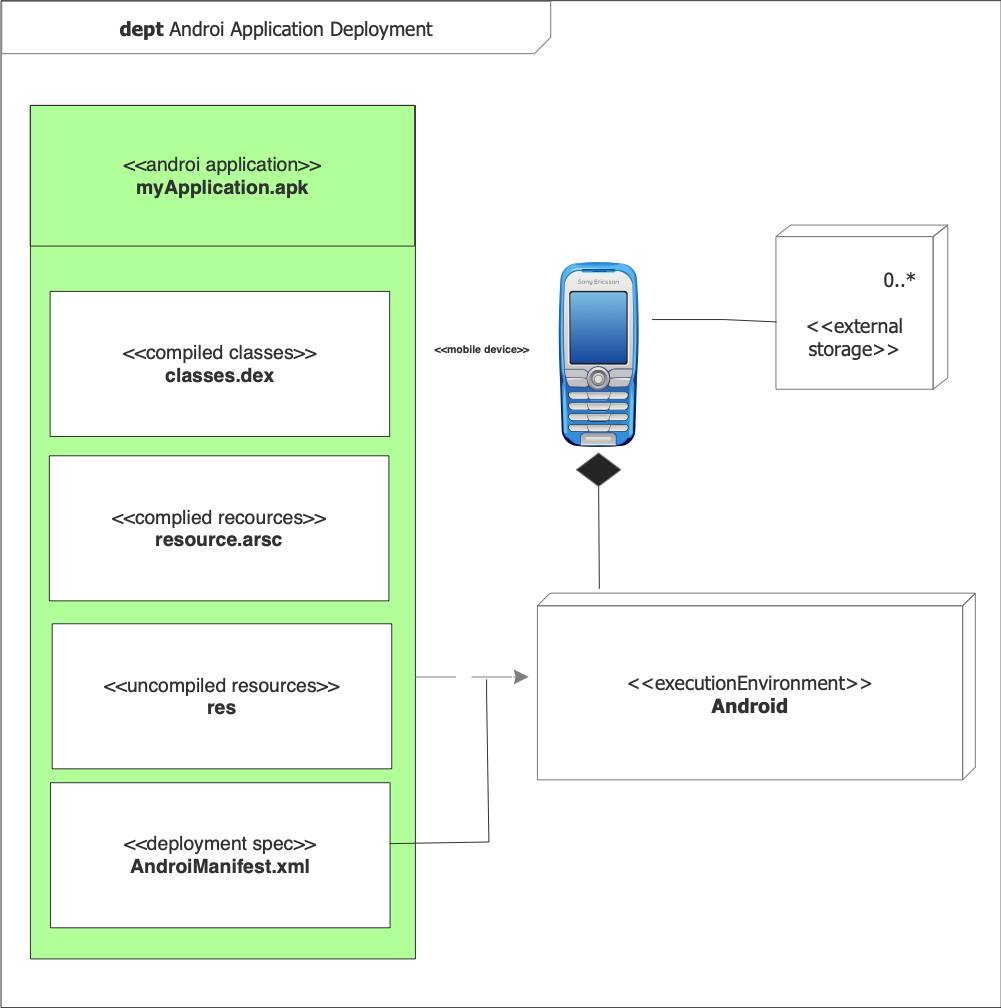 dept Androi Application Deployment
<<androi application>>
myApplication.apk
<<compiled classes>>
classes.dex
<<mobile device>>
Sony Ericsson
0..*
<<external
storage>>
<<complied recources>>
resource.arsc
<<uncompiled resources>>
res
<<executionEnvironment>>
Android
<<deployment spec>>
AndroiManifest.xml